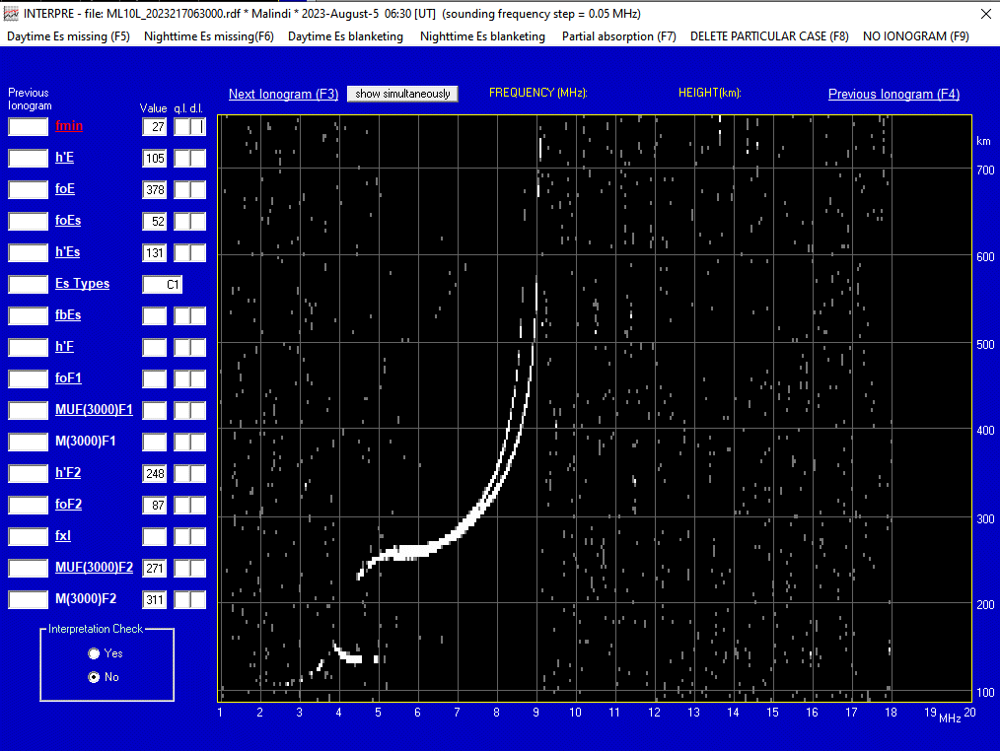 INTERPRE - file: ML10L_2023217063000.rdf * Malindi * 2023-August-5  06:30 [UT]  (sounding frequency step = 0.05 MHz)
Daytime Es missing (F5)  Nighttime Es missing(F6)  Daytime Es blanketing  Nighttime Es blanketing  Partial absorption (F7)  DELETE PARTICULAR CASE (F8)  NO IONOGRAM (F9)
Previous
Ionogram
Value q.l. d.l.
Next Ionogram (F3)  show simultaneously  FREQUENCY (MHz):  HEIGHT(km):  Previous Ionogram (F4)
fmin 27
h'E 105
foE 378
foEs 52
h'Es 131
Es Types C1
fbEs
h'F
foF1
MUF(3000)F1
M(3000)F1
h'F2 248
foF2 87
fxI
MUF(3000)F2 271
M(3000)F2 311
Interpretation Check
Yes
No
km
700
600
500
400
300
200
100
1 2 3 4 5 6 7 8 9 10 11 12 13 14 15 16 17 18 19 20
MHz